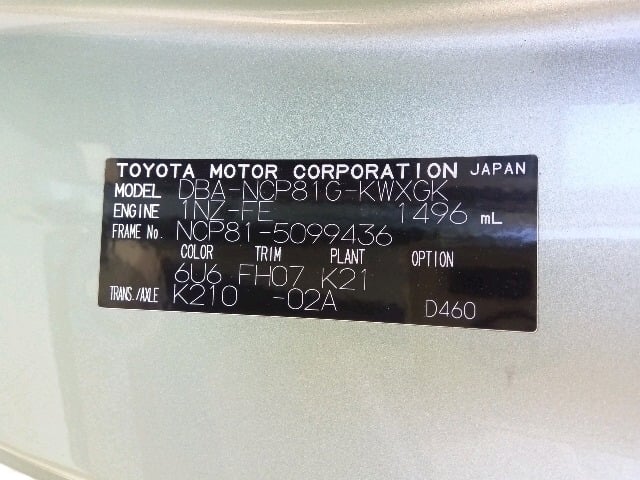 TOYOTA MOTOR CORPORATION JAPAN
MODEL DBA-NCP81G-KWXGK
ENGINE 1NZ-FE 1496 mL
FRAME No. NCP81-5099436
COLOR TRIM PLANT OPTION
6U6 FH07 K21
TRANS./AXLE K210 -02A D460